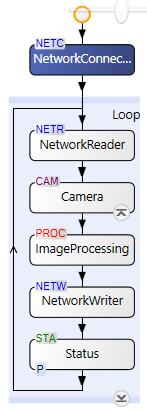 NETC
NetworkConnec...
Loop
NETR
NetworkReader
CAM
Camera
PROC
ImageProcessing
NETW
NetworkWriter
STA
Status
P